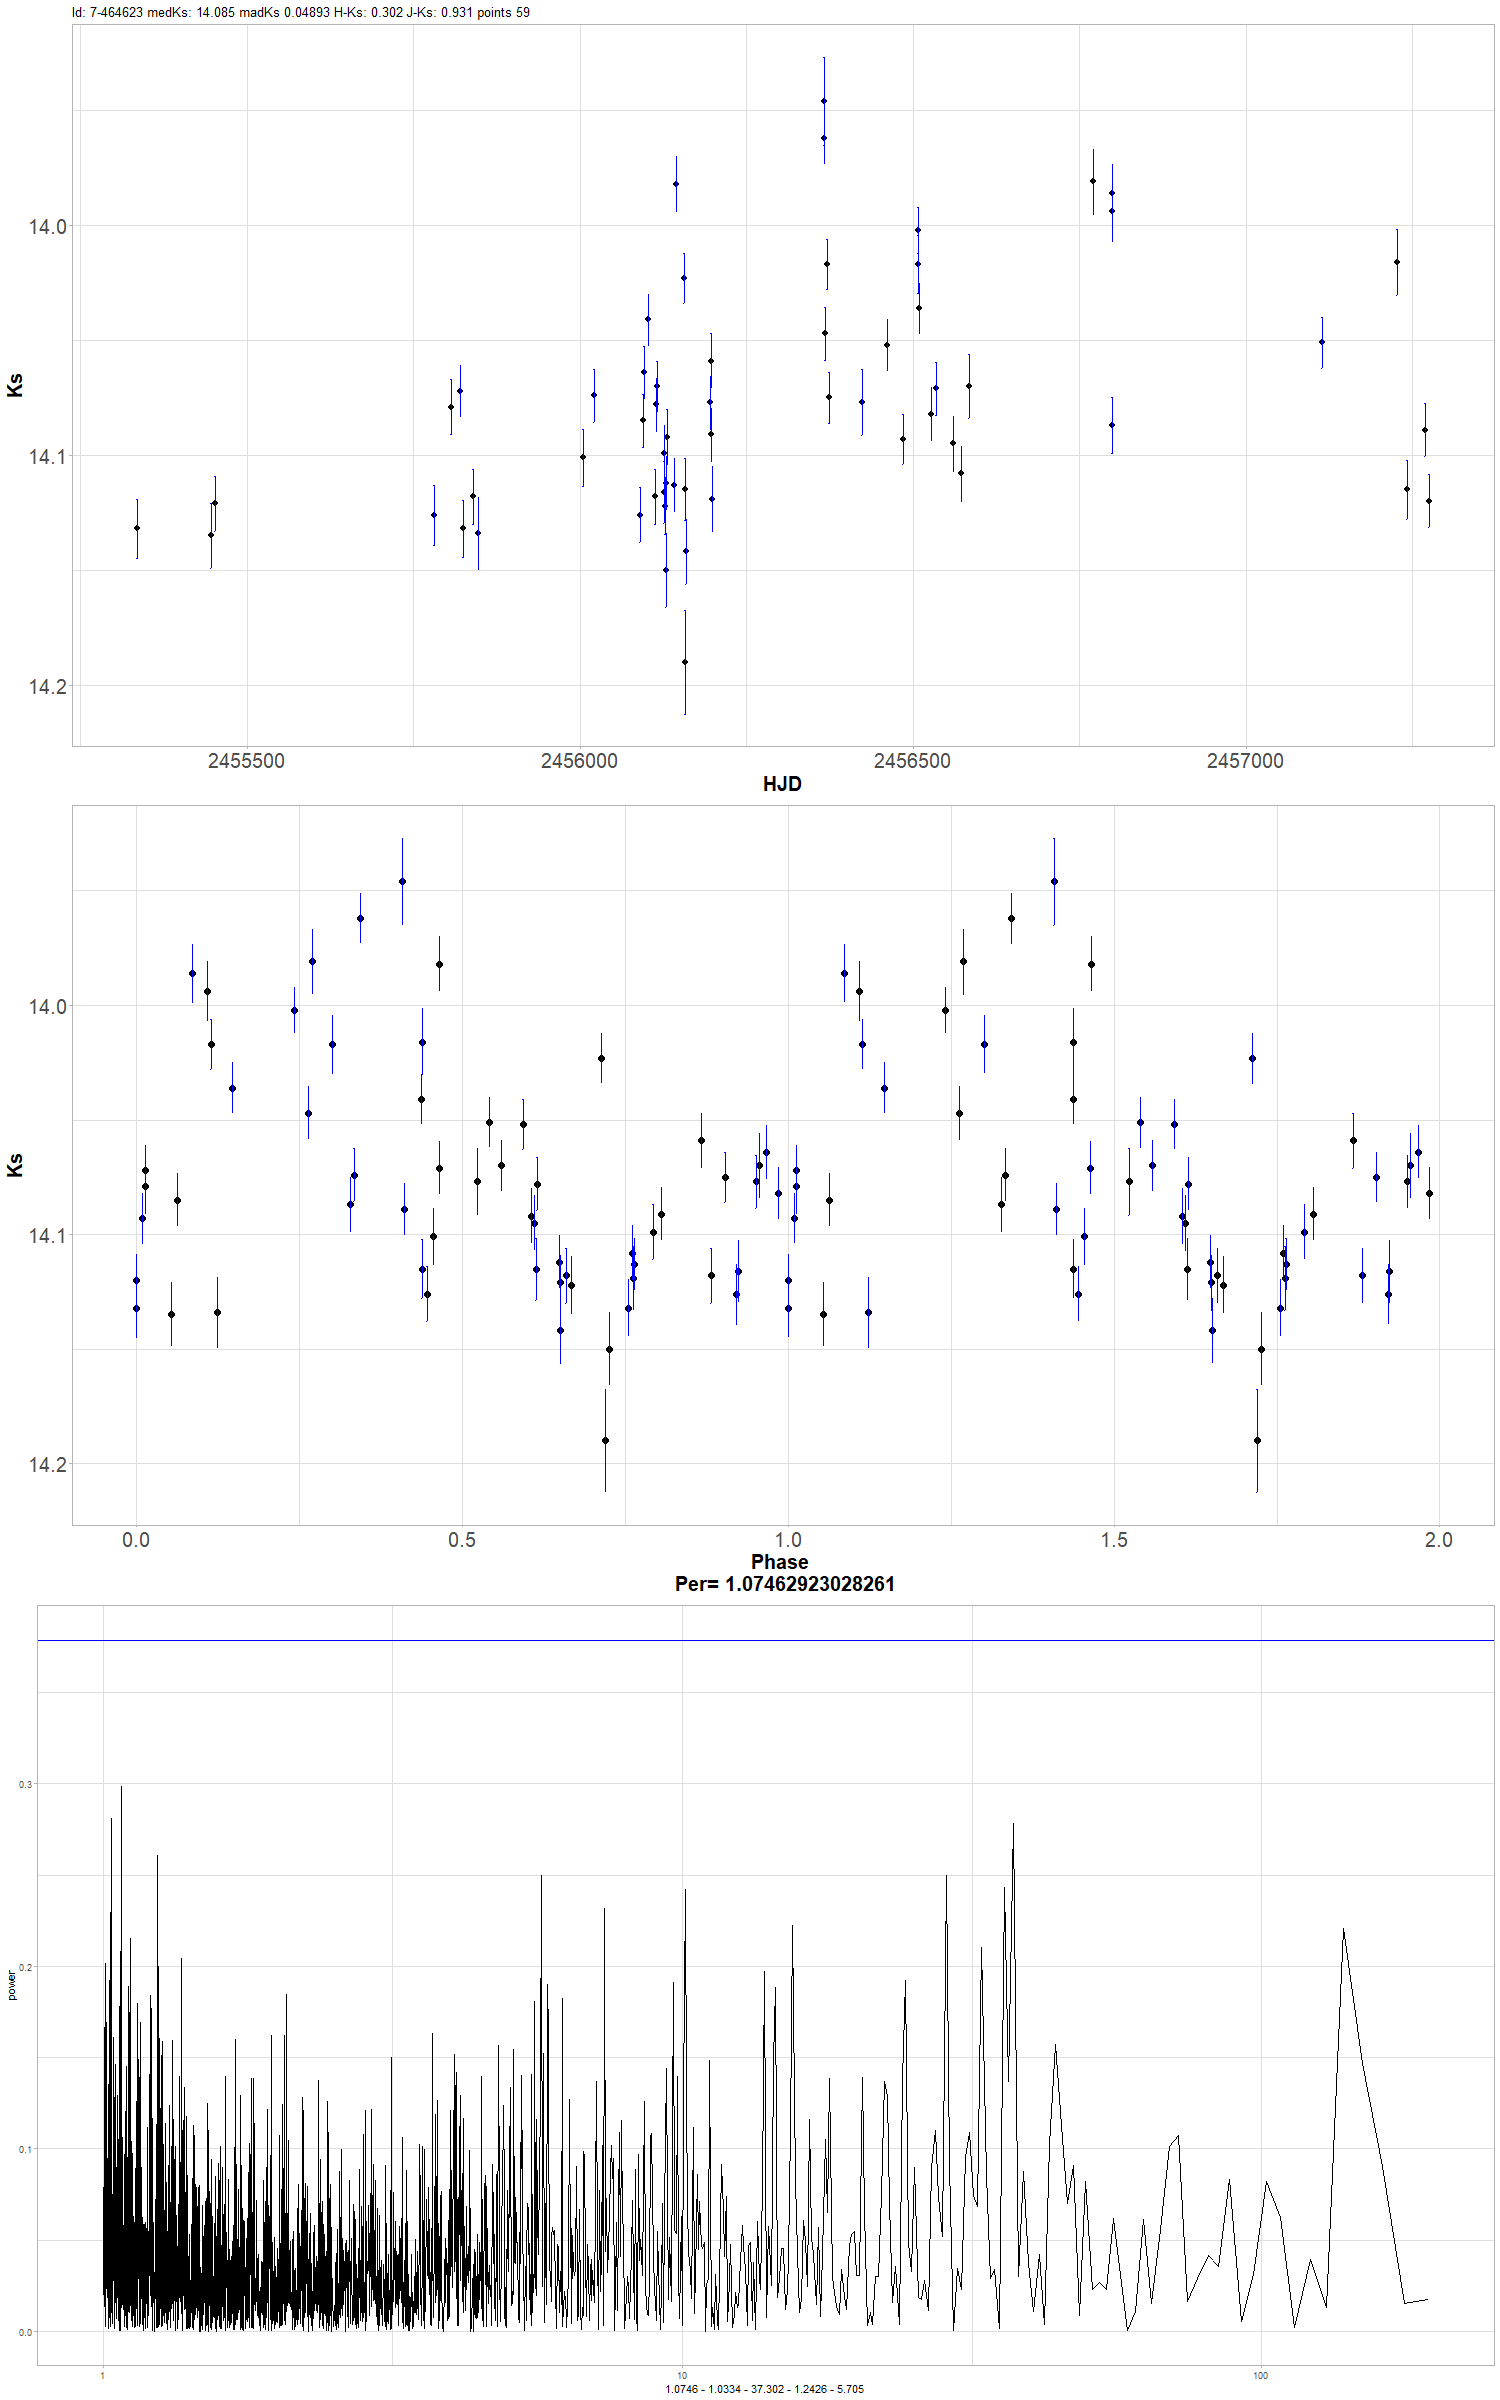 Id: 7-464623 medKs: 14.085 madKs 0.04893 H-Ks: 0.302 J-Ks: 0.931 points 59
14.0
14.1
14.2
Ks
2455500 2456000 2456500 2457000
HJD
14.0
14.1
14.2
Ks
0.0 0.5 1.0 1.5 2.0
Phase
Per= 1.07462923028261
0.3
0.2
0.1
0.0
power
1 10 100
1.0746 - 1.0334 - 37.302 - 1.2426 - 5.705